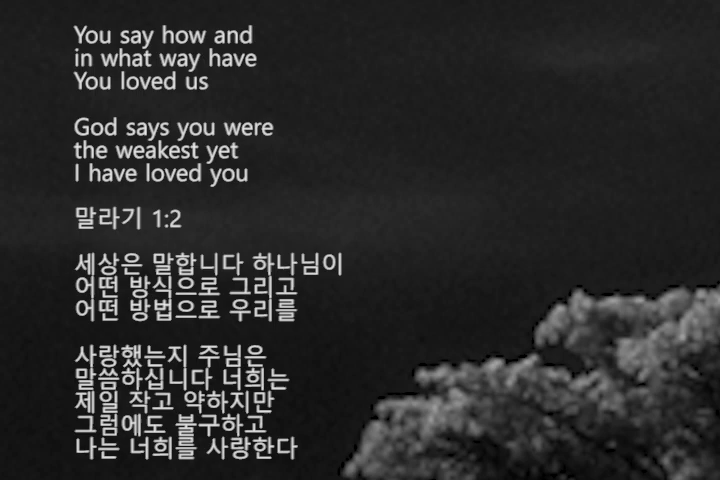 You say how and
in what way have
You loved us
God says you were
the weakest yet
I have loved you
말라기 1:2
세상은 말합니다 하나님이
어떤 방식으로 그리고
어떤 방법으로 우리를
사랑했는지 주님은
말씀하십니다 너희는
제일 작고 약하지만
그럼에도 불구하고
나는 너희를 사랑한다